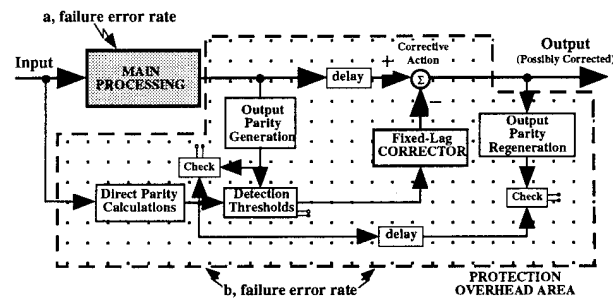 a, failure error rate
Input
MAIN
PROCESSING
delay
+
Corrective
Action
Σ
−
Output
(Possibly Corrected)
Output
Parity
Generation
Fixed-Lag
CORRECTOR
Output
Parity
Regeneration
Check
Direct Parity
Calculations
Detection
Thresholds
Check
delay
b, failure error rate
PROTECTION
OVERHEAD AREA